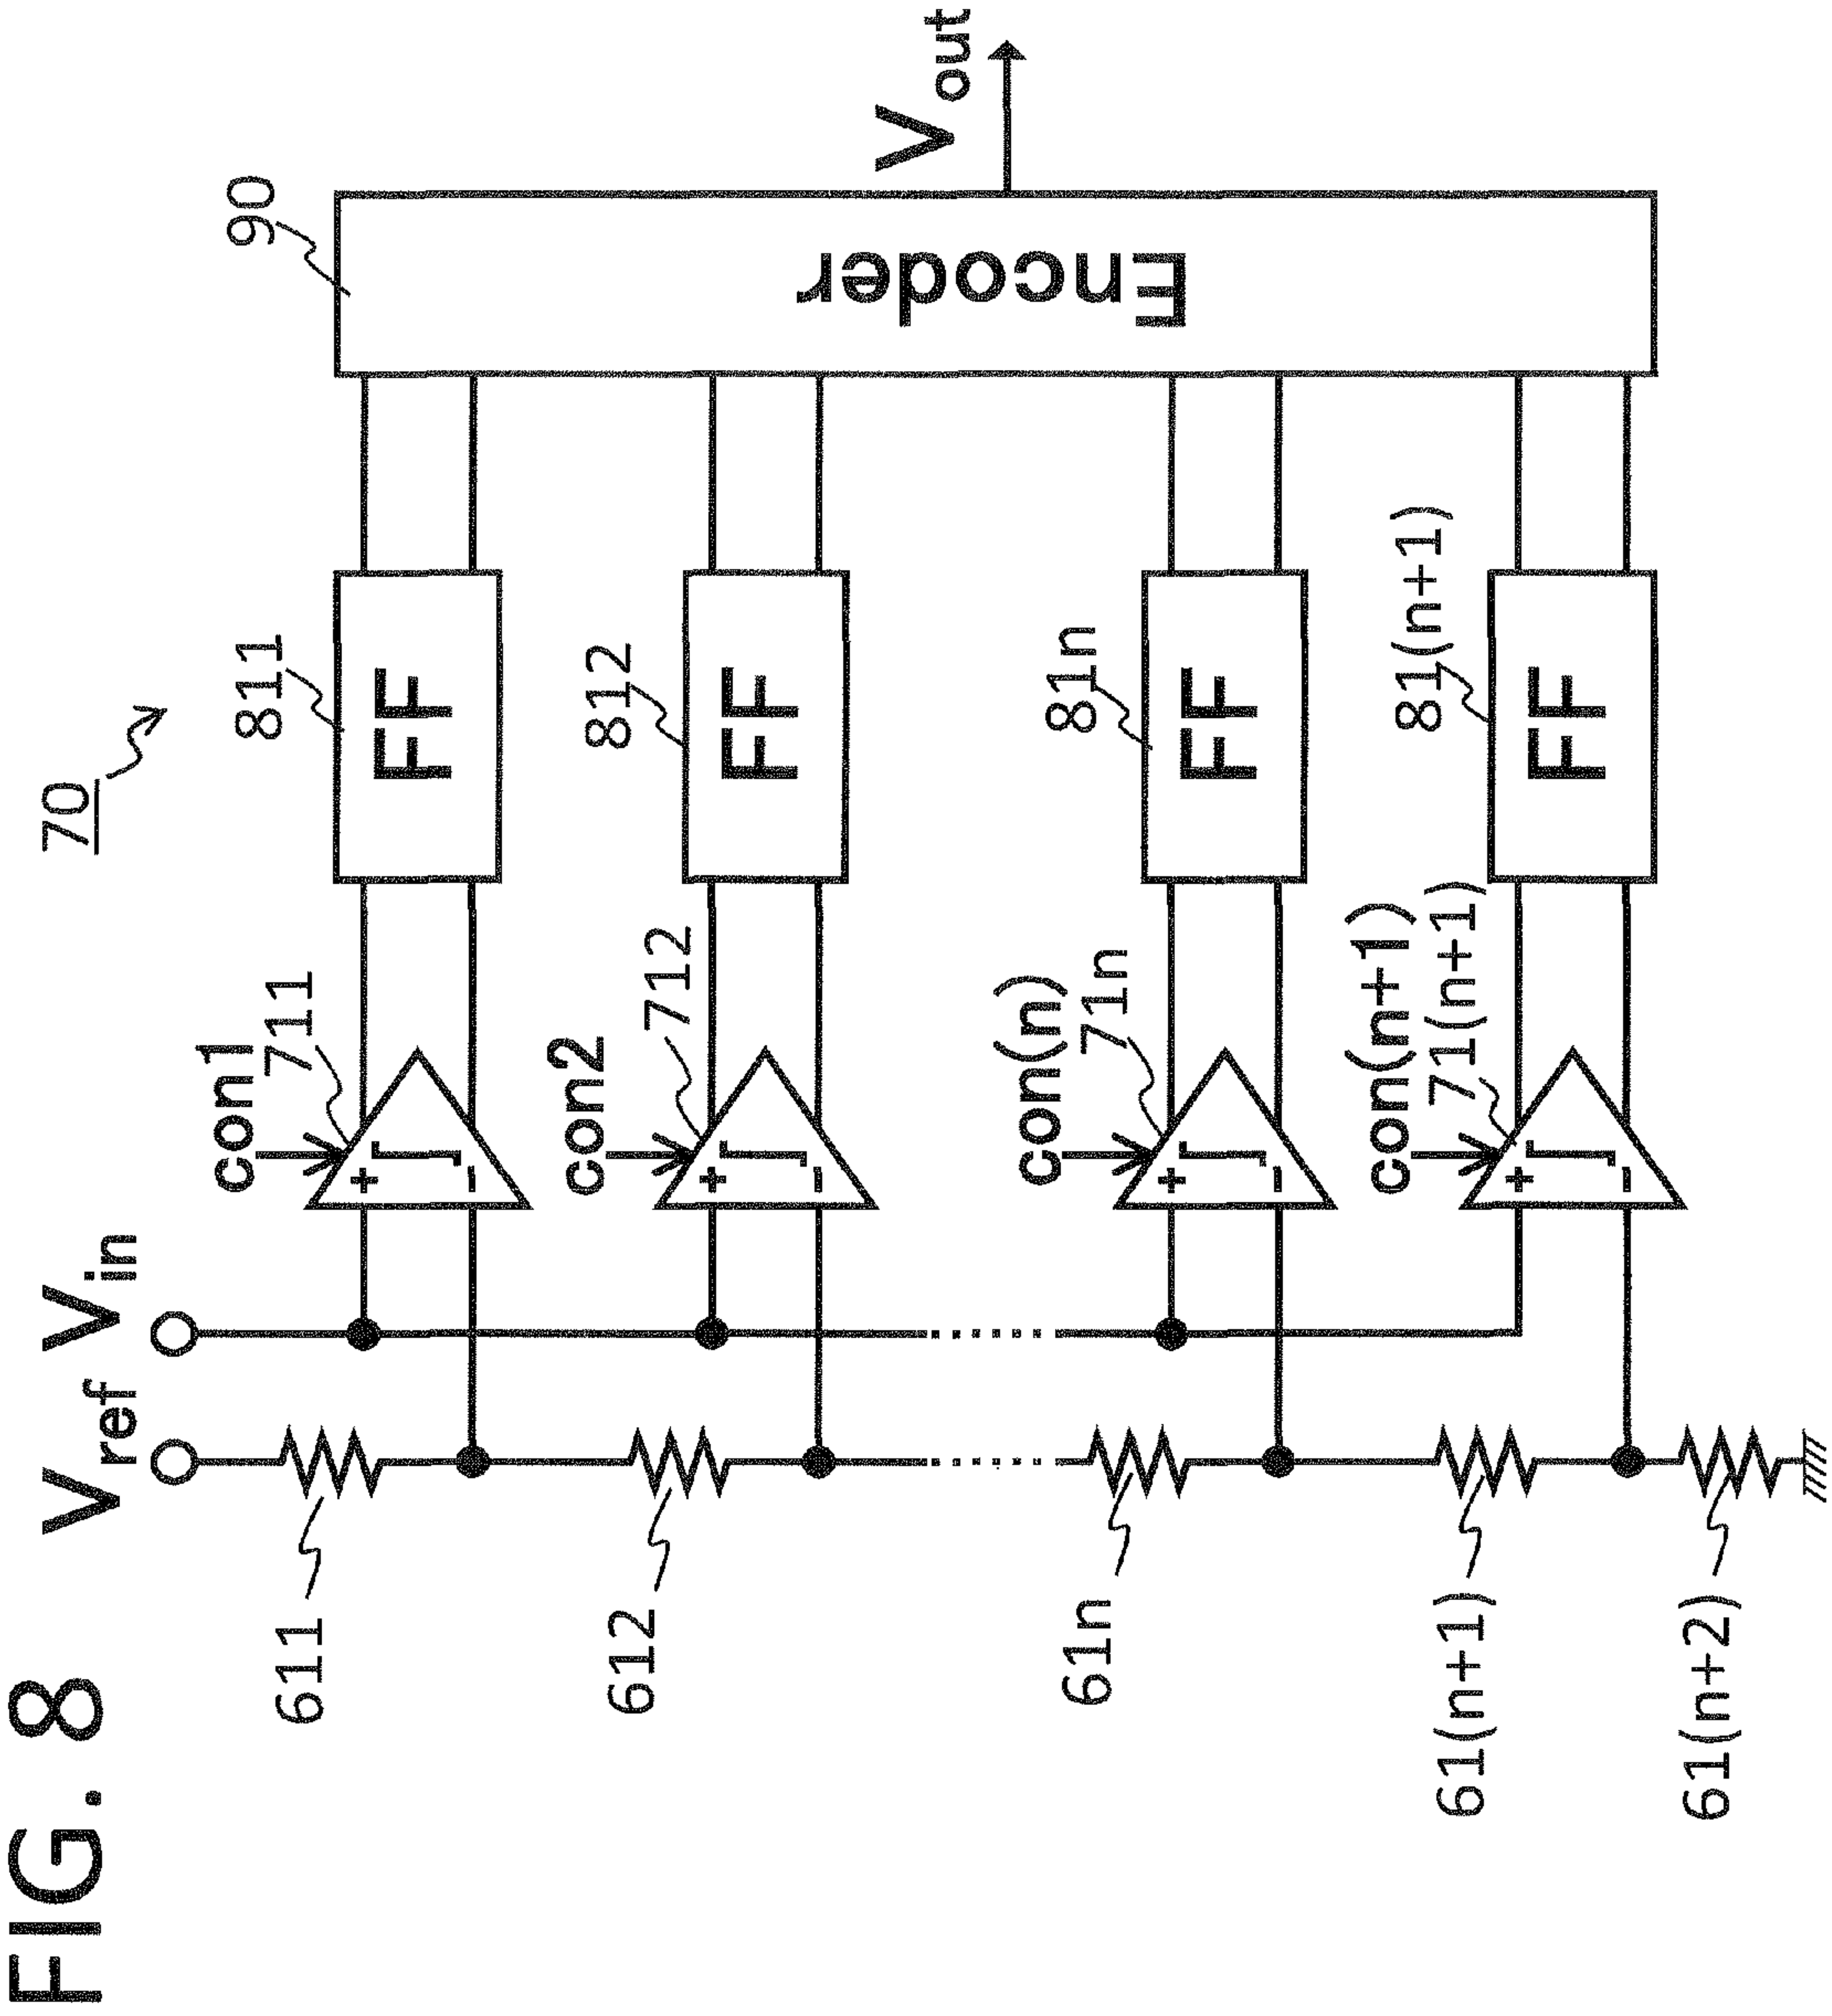 FIG. 8
70
Vref
Vin
611
con1
711
811
FF
90
612
con2
712
812
FF
Encoder
Vout
61n
con(n)
71n
81n
FF
61(n+1)
con(n+1)
71(n+1)
81(n+1)
FF
61(n+2)
+
-
+
-
+
-
+
-